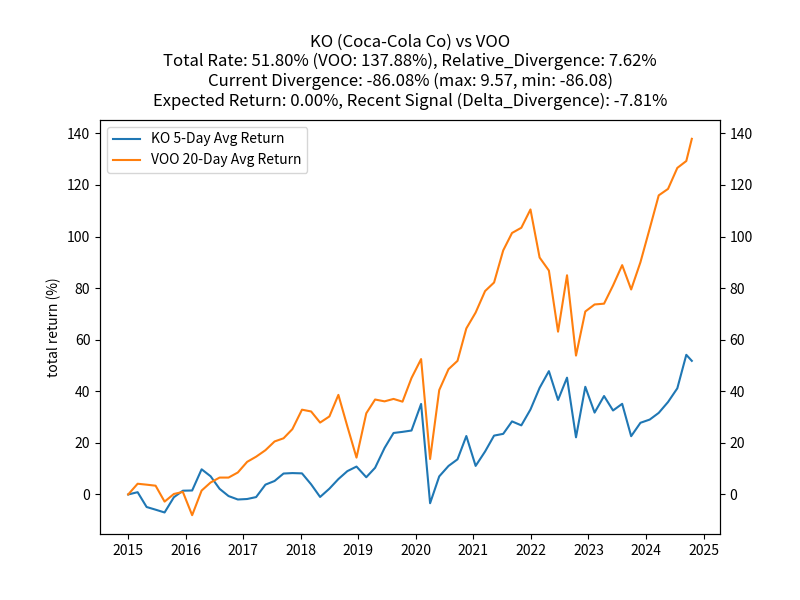 KO (Coca-Cola Co) vs VOO
Total Rate: 51.80% (VOO: 137.88%), Relative_Divergence: 7.62%
Current Divergence: -86.08% (max: 9.57, min: -86.08)
Expected Return: 0.00%, Recent Signal (Delta_Divergence): -7.81%
KO 5-Day Avg Return
VOO 20-Day Avg Return
total return (%)
140 140
120 120
100 100
80 80
60 60
40 40
20 20
0 0
2015 2016 2017 2018 2019 2020 2021 2022 2023 2024 2025